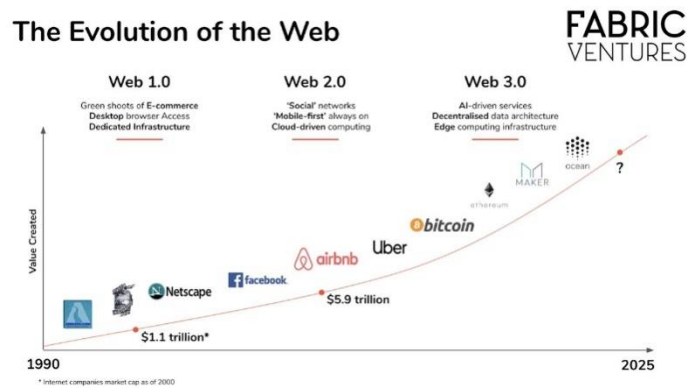 The Evolution of the Web
FABRIC
VENTURES
Web 1.0
Green shoots of E-commerce
Desktop browser Access
Dedicated Infrastructure
Web 2.0
'Social' networks
'Mobile-first' always on
Cloud-driven computing
Web 3.0
AI-driven services
Decentralised data architecture
Edge computing infrastructure
Value Created
ocean
?
MAKER
ethereum
bitcoin
Uber
airbnb
facebook
Netscape
$5.9 trillion
$1.1 trillion*
1990
2025
* Internet companies market cap as of 2000